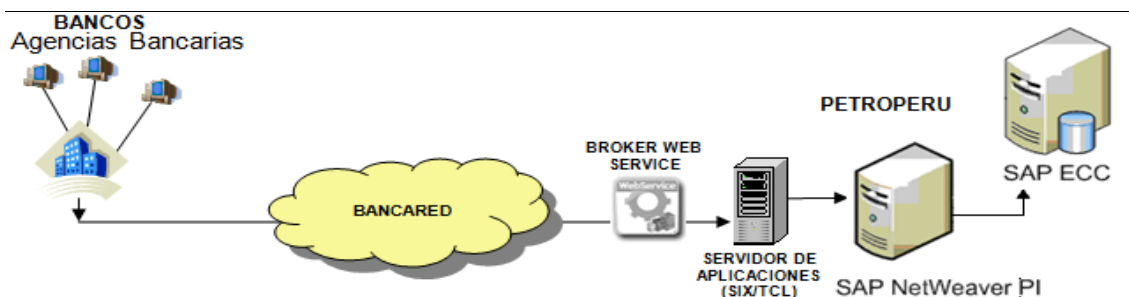 BANCOS
Agencias Bancarias
PETROPERU
BROKER WEB
SERVICE
WebService
SAP ECC
BANCARED
SERVIDOR DE
APLICACIONES
(SIX/TCL)
SAP NetWeaver PI